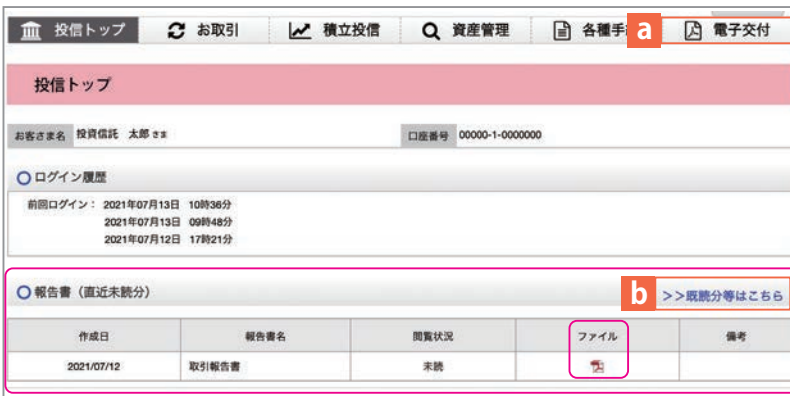 投信トップ お取引 積立投信 資産管理 各種手 a 電子交付
投信トップ
お客さま名 投資信託 太郎 さま 口座番号 00000-1-0000000
ログイン履歴
前回ログイン： 2021年07月13日 10時36分
2021年07月13日 09時48分
2021年07月12日 17時21分
報告書（直近未読分） b >>既読分等はこちら
作成日 報告書名 閲覧状況 ファイル 備考
2021/07/12 取引報告書 未読